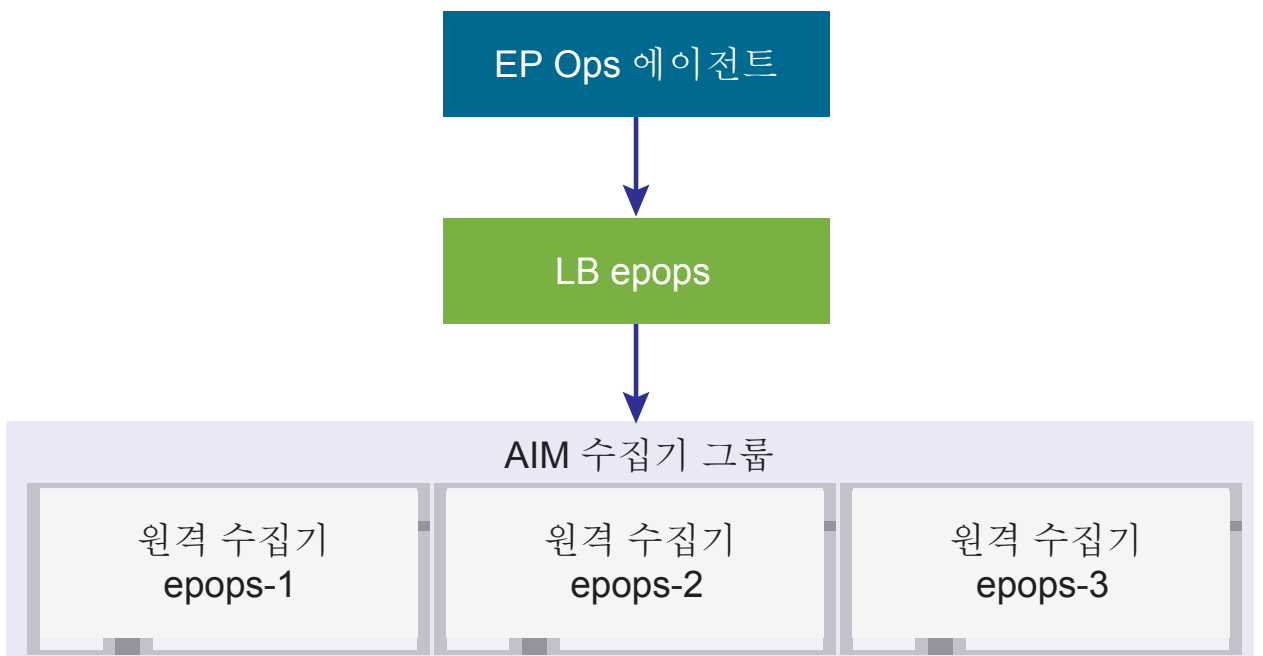 EP Ops 에이전트
LB epops
AIM 수집기 그룹
원격 수집기
epops-1
원격 수집기
epops-2
원격 수집기
epops-3